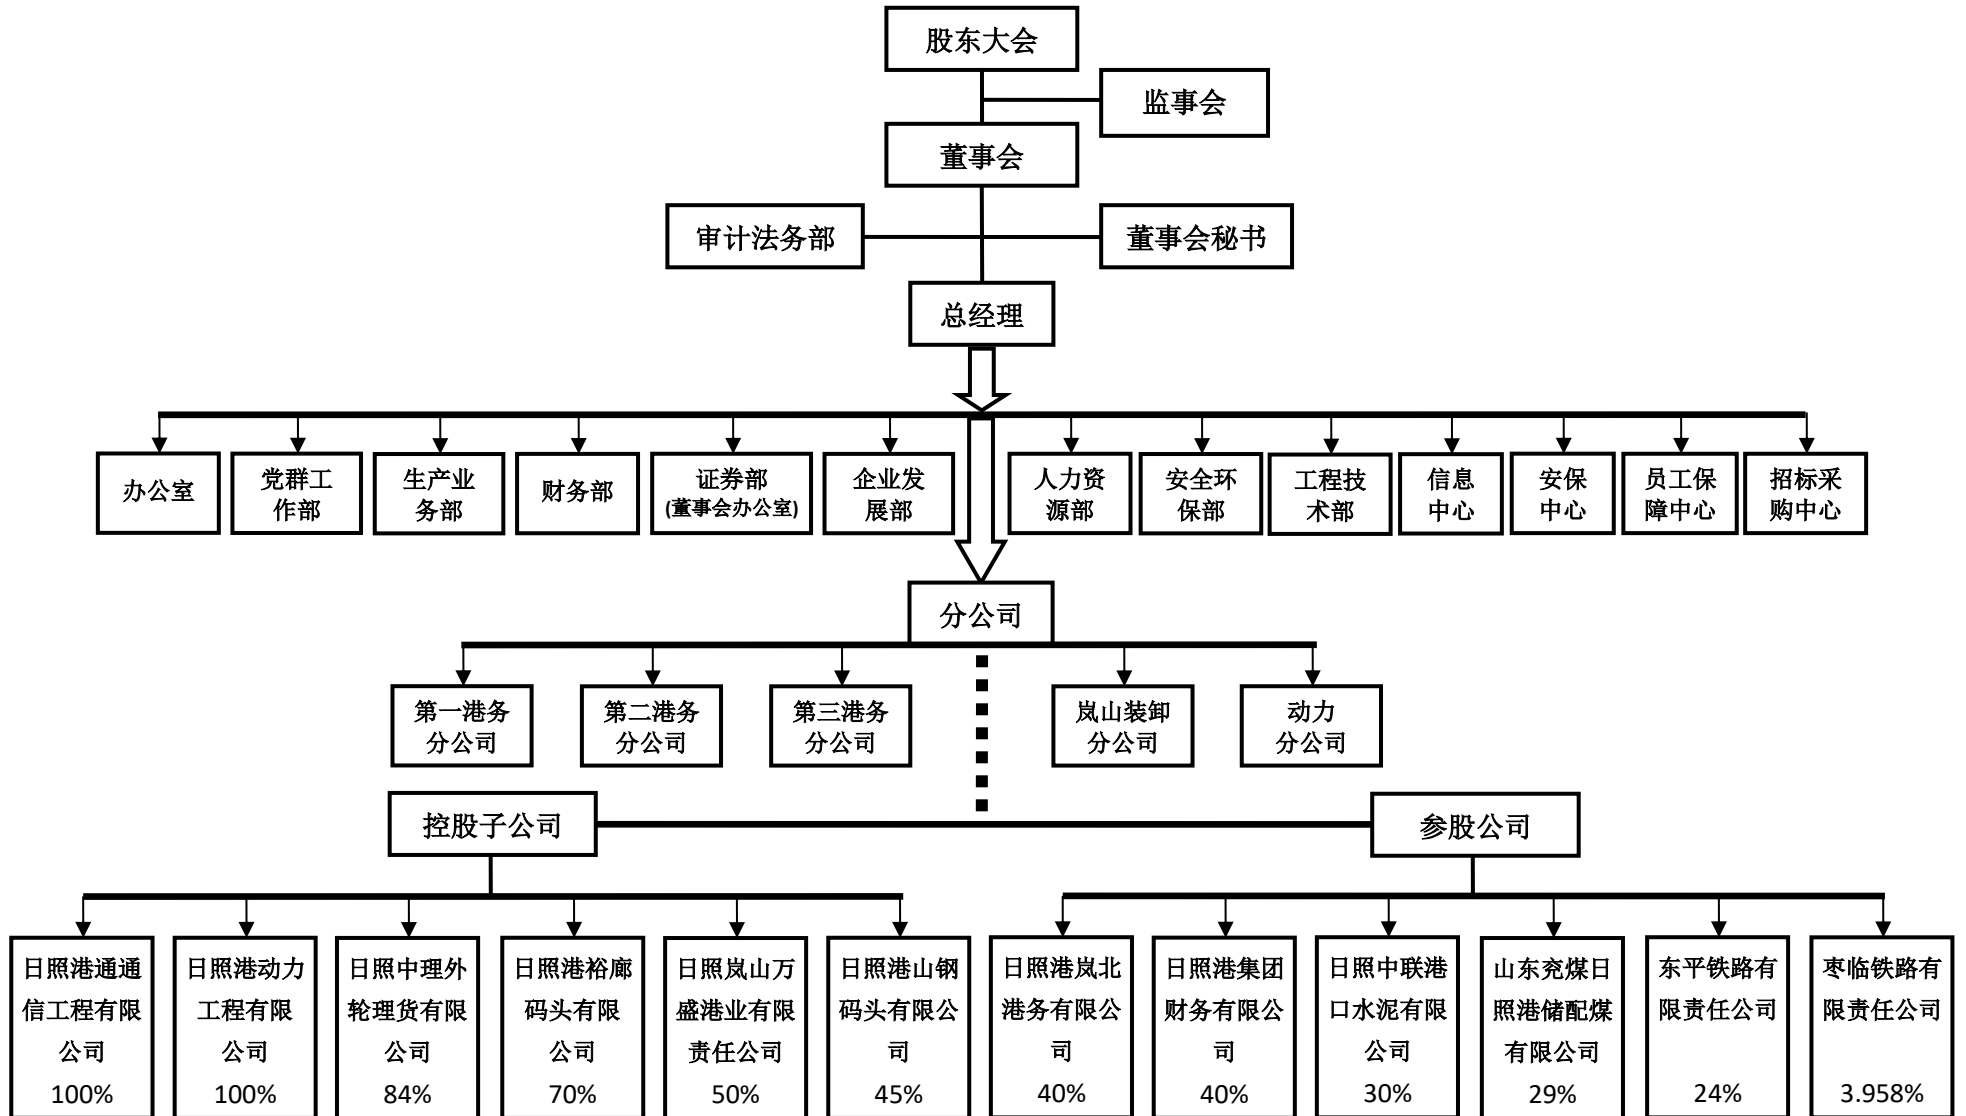 股东大会
监事会
董事会
审计法务部
董事会秘书
总经理
办公室
党群工
作部
生产业
务部
财务部
证券部
(董事会办公室)
企业发
展部
人力资
源部
安全环
保部
工程技
术部
信息
中心
安保
中心
员工保
障中心
招标采
购中心
分公司
第一港务
分公司
第二港务
分公司
第三港务
分公司
岚山装卸
分公司
动力
分公司
控股子公司
参股公司
日照港通通
信工程有限
公司
100%
日照港动力
工程有限
公司
100%
日照中理外
轮理货有限
公司
84%
日照港裕廊
码头有限
公司
70%
日照岚山万
盛港业有限
责任公司
50%
日照港山钢
码头有限公
司
45%
日照港岚北
港务有限公
司
40%
日照港集团
财务有限公
司
40%
日照中联港
口水泥有限
公司
30%
山东兖煤日
照港储配煤
有限公司
29%
东平铁路有
限责任公司
24%
枣临铁路有
限责任公司
3.958%